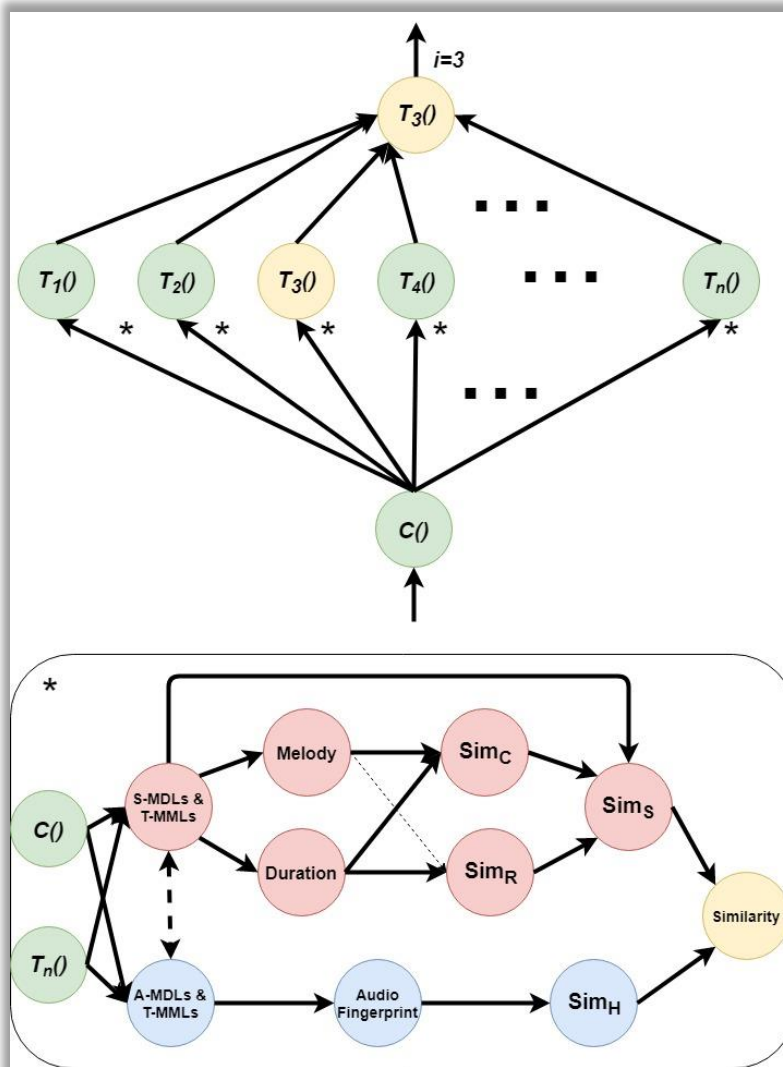 i=3
T3()
T1() T2() T3() T4() Tn()
* * * * *
C()
*
Melody SimC
S-MDLs &
T-MMLs
SimS
C()
Duration SimR
Similarity
Tn()
A-MDLs &
T-MMLs
Audio
Fingerprint
SimH